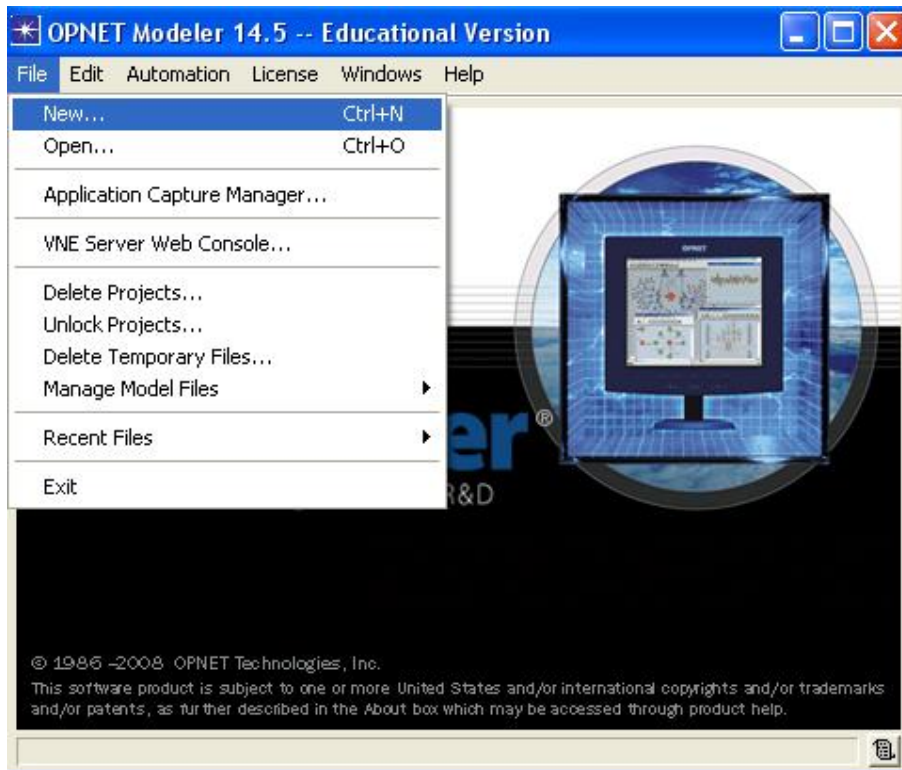 OPNET Modeler 14.5 -- Educational Version
File Edit Automation License Windows Help
New... Ctrl+N
Open... Ctrl+O
Application Capture Manager...
VNE Server Web Console...
Delete Projects...
Unlock Projects...
Delete Temporary Files...
Manage Model Files
Recent Files
Exit
OPNET
er®
R&D
© 1986 –2008 OPNET Technologies, Inc.
This software product is subject to one or more United States and/or international copyrights and/or trademarks
and/or patents, as further described in the About box which may be accessed through product help.